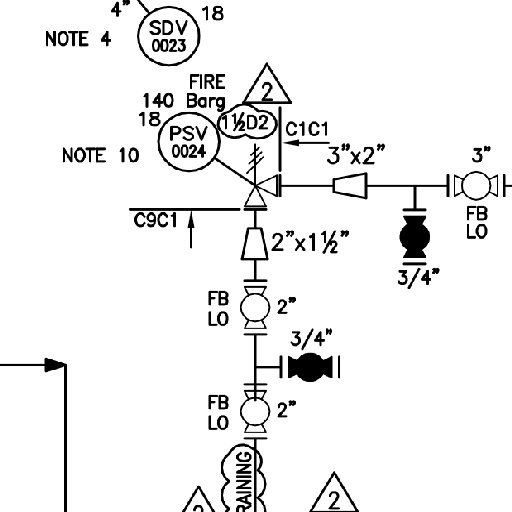 4"
18
SDV
0023
NOTE 4
FIRE
140 Barg
2
18
1½D2
PSV
0024
C1C1
NOTE 10
3"x2"
3"
FB
LO
C9C1
2"x1½"
3/4"
FB
LO
2"
3/4"
FB
LO
2"
RAINING
2
2